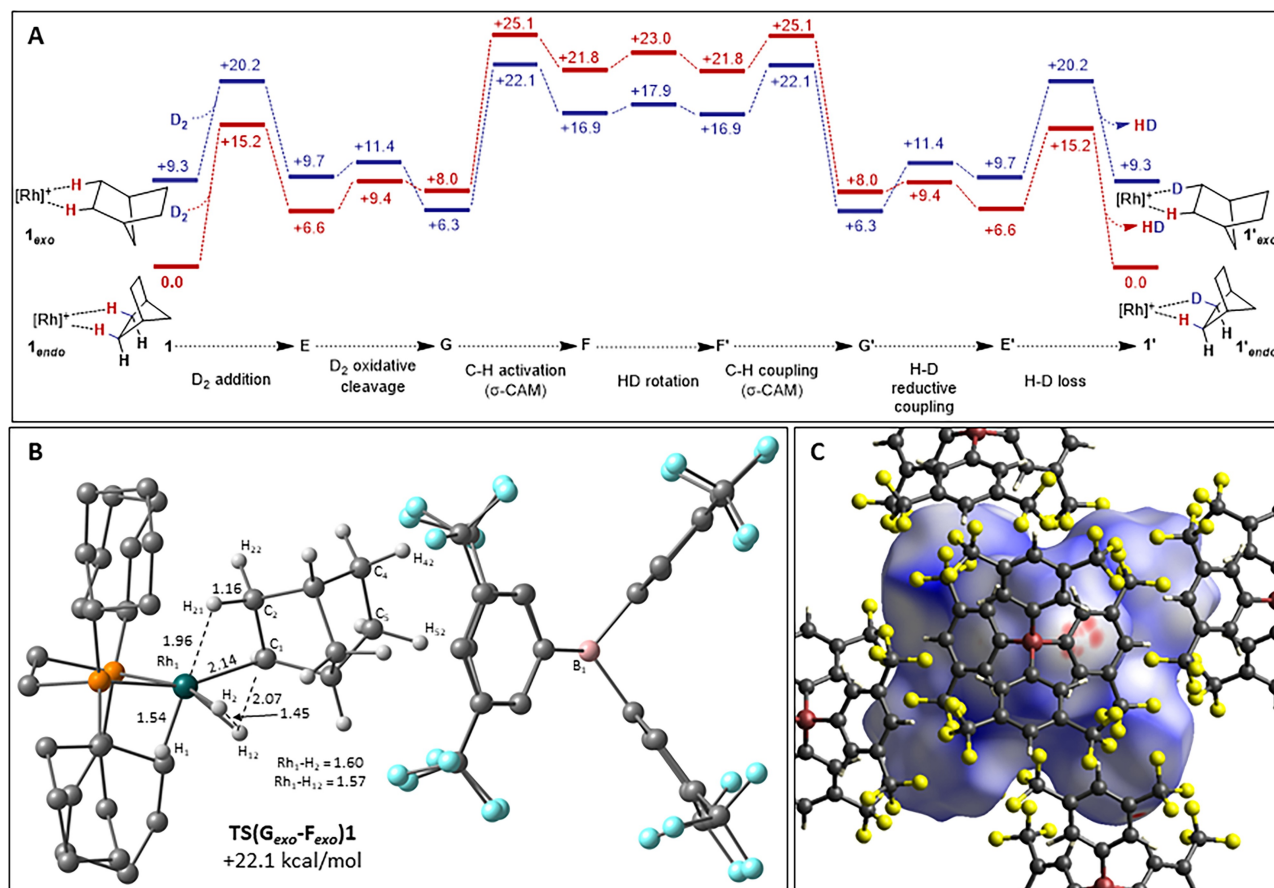 A
+20.2
D2
+15.2
+9.3
[Rh]+
H
H
D2
1exo
0.0
[Rh]+
H
H
H
H
1endo
+9.7
+6.6
+11.4
+9.4
+8.0
+6.3
+25.1
+22.1
+21.8
+16.9
+23.0
+17.9
+21.8
+16.9
+25.1
+22.1
+8.0
+6.3
+11.4
+9.4
+9.7
+6.6
+20.2
+15.2
HD
+9.3
HD
0.0
D
[Rh]+
H
1'exo
D
[Rh]+
H
H
H
1'endo
1 E G F F' G' E' 1'
D2 addition
D2 oxidative
cleavage
C-H activation
(σ-CAM)
HD rotation
C-H coupling
(σ-CAM)
H-D
reductive
coupling
H-D loss
B
H22
1.16
H21
C2
C4
H42
1.96
C5
H52
Rh1
2.14
C1
H2
2.07
1.54
1.45
H12
H1
B1
Rh1-H2 = 1.60
Rh1-H12 = 1.57
TS(Gexo-Fexo)1
+22.1 kcal/mol
C